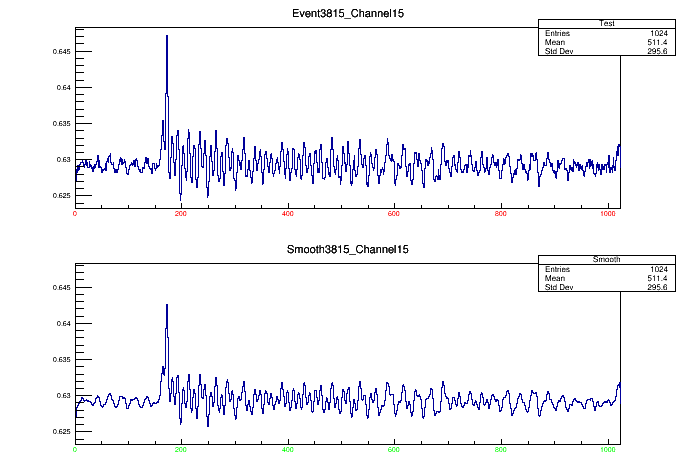 Event3815_Channel15
Test
Entries 1024
Mean 511.4
Std Dev 295.6
0.645
0.64
0.635
0.63
0.625
0 200 400 600 800 1000
Smooth3815_Channel15
Smooth
Entries 1024
Mean 511.4
Std Dev 295.6
0.645
0.64
0.635
0.63
0.625
0 200 400 600 800 1000